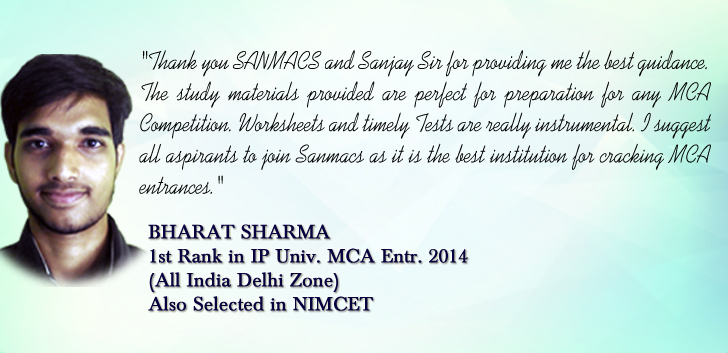 "Thank you SANMACS and Sanjay Sir for providing me the best guidance.
The study materials provided are perfect for preparation for any MCA
Competition. Worksheets and timely Tests are really instrumental. I suggest
all aspirants to join Sanmacs as it is the best institution for cracking MCA
entrances."
BHARAT SHARMA
1st Rank in IP Univ. MCA Entr. 2014
(All India Delhi Zone)
Also Selected in NIMCET